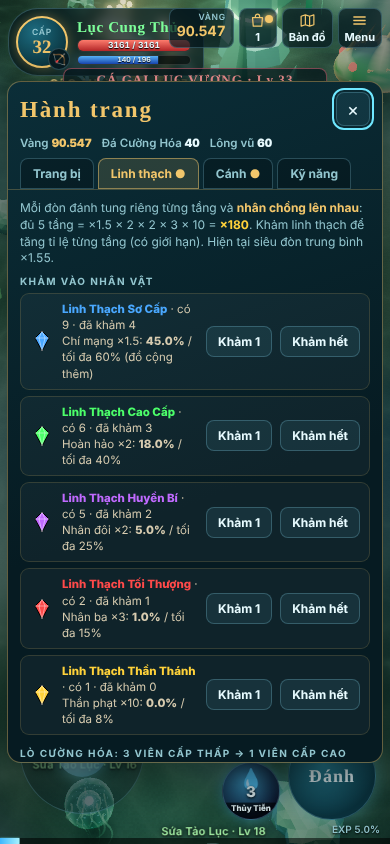 CẤP
32
Lục Cung Th
3161 / 3161
140 / 196
VÀNG
90.547
1
Bản đồ
Menu
Hành trang
×
Vàng 90.547 Đá Cường Hóa 40 Lông vũ 60
Trang bị
Linh thạch
Cánh
Kỹ năng
Mỗi đòn đánh tung riêng từng tầng và nhân chồng lên nhau:
đủ 5 tầng = ×1.5 × 2 × 2 × 3 × 10 = ×180. Khảm linh thạch để
tăng tỉ lệ từng tầng (có giới hạn). Hiện tại siêu đòn trung bình
×1.55.
KHẢM VÀO NHÂN VẬT
Linh Thạch Sơ Cấp · có
9 · đã khảm 4
Chí mạng ×1.5: 45.0% /
tối đa 60% (đồ cộng
thêm)
Khảm 1
Khảm hết
Linh Thạch Cao Cấp ·
có 6 · đã khảm 3
Hoàn hảo ×2: 18.0% /
tối đa 40%
Khảm 1
Khảm hết
Linh Thạch Huyền Bí ·
có 5 · đã khảm 2
Nhân đôi ×2: 5.0% / tối
đa 25%
Khảm 1
Khảm hết
Linh Thạch Tối Thượng ·
có 2 · đã khảm 1
Nhân ba ×3: 1.0% / tối
đa 15%
Khảm 1
Khảm hết
Linh Thạch Thần Thánh
· có 1 · đã khảm 0
Thần phạt ×10: 0.0% /
tối đa 8%
Khảm 1
Khảm hết
LÒ CƯỜNG HÓA: 3 VIÊN CẤP THẤP → 1 VIÊN CẤP CAO
Sứa Tảo Lục · Lv 16
3
Thủy Tiễn
Đánh
Sứa Tảo Lục · Lv 18
EXP 5.0%